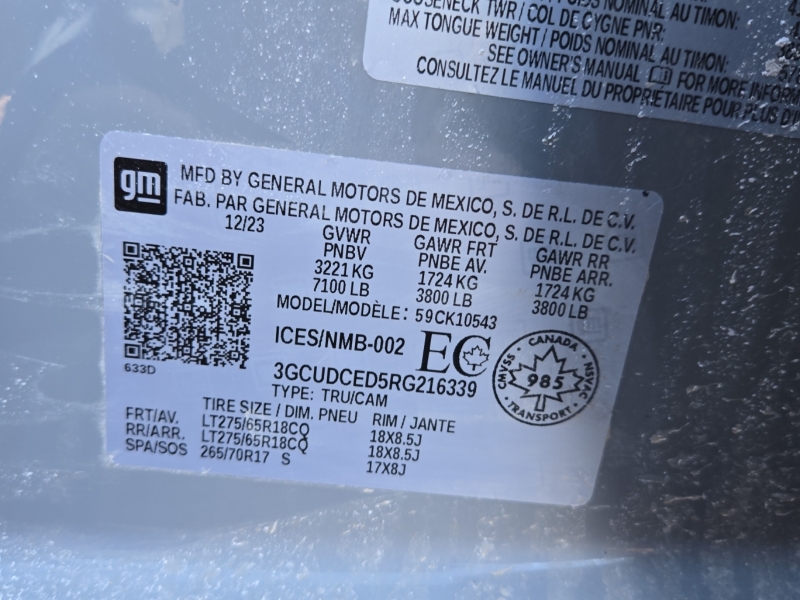 GOOSENECK TWR / COL DE CYGNE PNR:
MAX TONGUE WEIGHT / POIDS NOMINAL AU TIMON:
SEE OWNER'S MANUAL FOR MORE INFORM
CONSULTEZ LE MANUEL DU PROPRIÉTAIRE POUR PLUS D'I
gm
MFD BY GENERAL MOTORS DE MEXICO, S. DE R.L. DE C.V.
FAB. PAR GENERAL MOTORS DE MEXICO, S. DE R.L. DE C.V.
12/23 GVWR GAWR FRT GAWR RR
PNBV PNBE AV. PNBE ARR.
3221 KG 1724 KG 1724 KG
7100 LB 3800 LB 3800 LB
MODEL/MODÈLE: 59CK10543
ICES/NMB-002 EC
CANADA
CMVSS 985 NSVAC
TRANSPORT
633D
3GCUDCED5RG216339
TYPE: TRU/CAM
TIRE SIZE / DIM. PNEU RIM / JANTE
FRT/AV. LT275/65R18CQ 18X8.5J
RR/ARR. LT275/65R18CQ 18X8.5J
SPA/SOS 265/70R17 S 17X8J